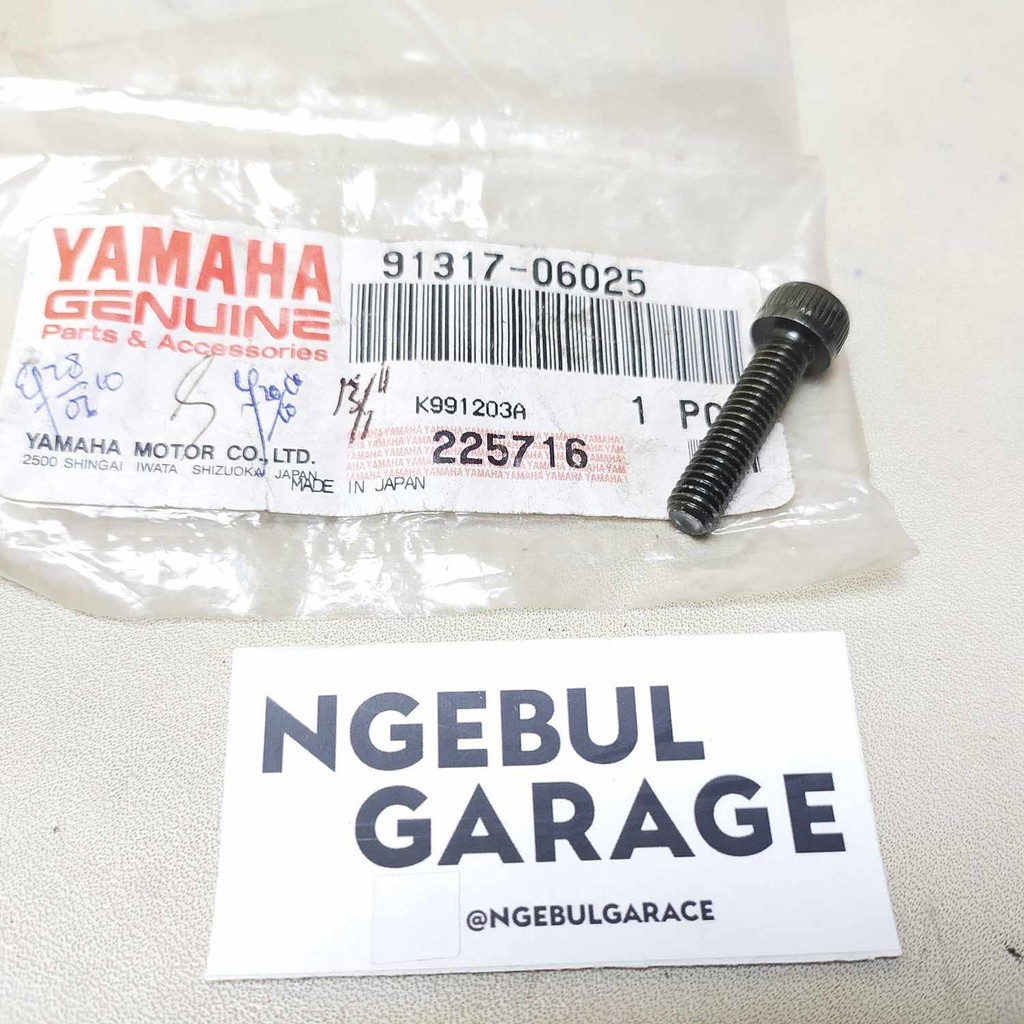 YAMAHA
GENUINE
Parts & Accessories
91317-06025
K991203A
1
225716
YAMAHA MOTOR CO., LTD.
2500 SHINGAI IWATA SHIZUOKA JAPAN
MADE IN JAPAN
NGEBUL
GARAGE
@NGEBULGARACE